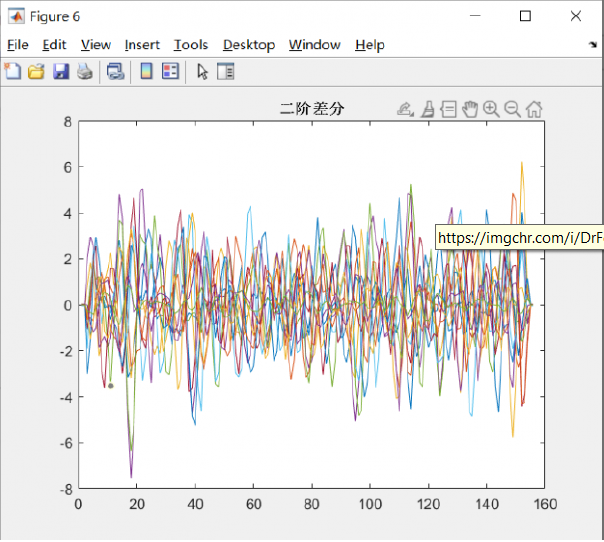 Figure 6
File Edit View Insert Tools Desktop Window Help
二阶差分
8
6
4
2
0
-2
-4
-6
-8
https://imgchr.com/i/DrF
0 20 40 60 80 100 120 140 160